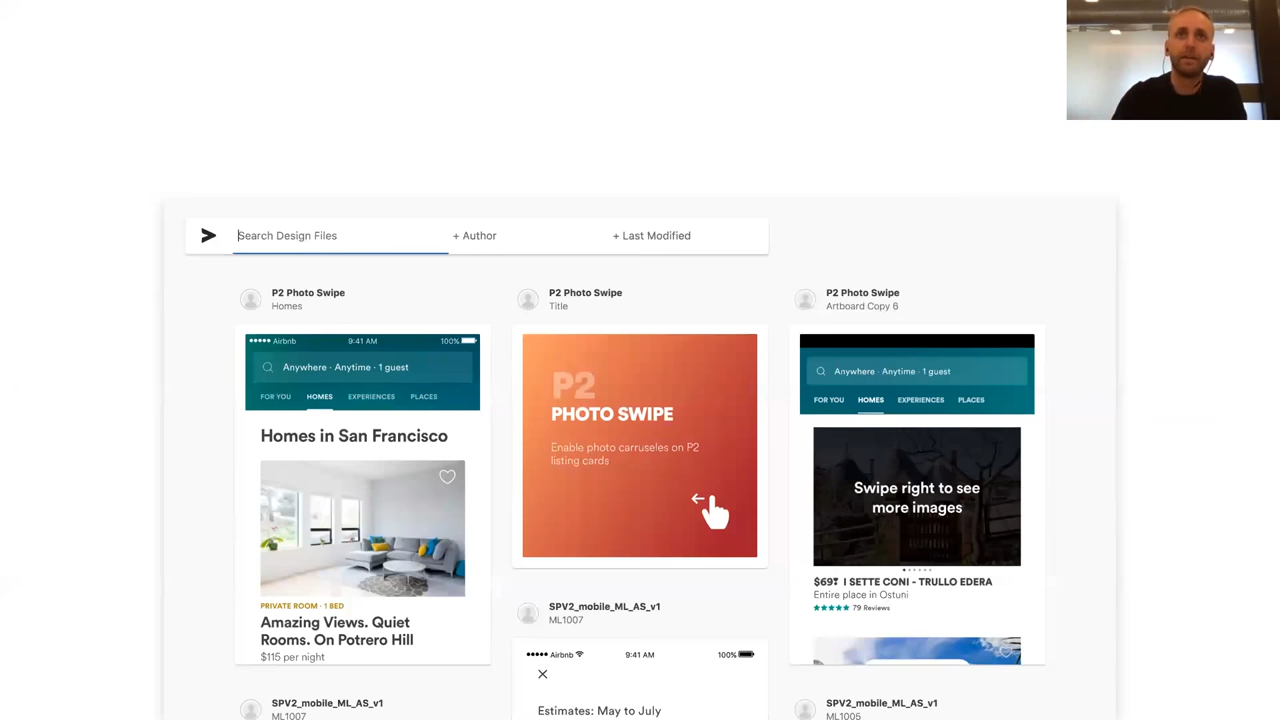 Search Design Files
+ Author
+ Last Modified
P2 Photo Swipe
Homes
Airbnb
9:41 AM
100%
Anywhere · Anytime · 1 guest
FOR YOU
HOMES
EXPERIENCES
PLACES
Homes in San Francisco
PRIVATE ROOM · 1 BED
Amazing Views. Quiet
Rooms. On Potrero Hill
$115 per night
SPV2_mobile_ML_AS_v1
ML1007
P2 Photo Swipe
Title
P2
PHOTO SWIPE
Enable photo carruseles on P2
listing cards
SPV2_mobile_ML_AS_v1
ML1007
Airbnb
9:41 AM
100%
Estimates: May to July
P2 Photo Swipe
Artboard Copy 6
Anywhere · Anytime · 1 guest
FOR YOU
HOMES
EXPERIENCES
PLACES
Swipe right to see
more images
I SETTE CONI - TRULLO EDERA
Entire place in Ostuni
79 Reviews
SPV2_mobile_ML_AS_v1
ML1005